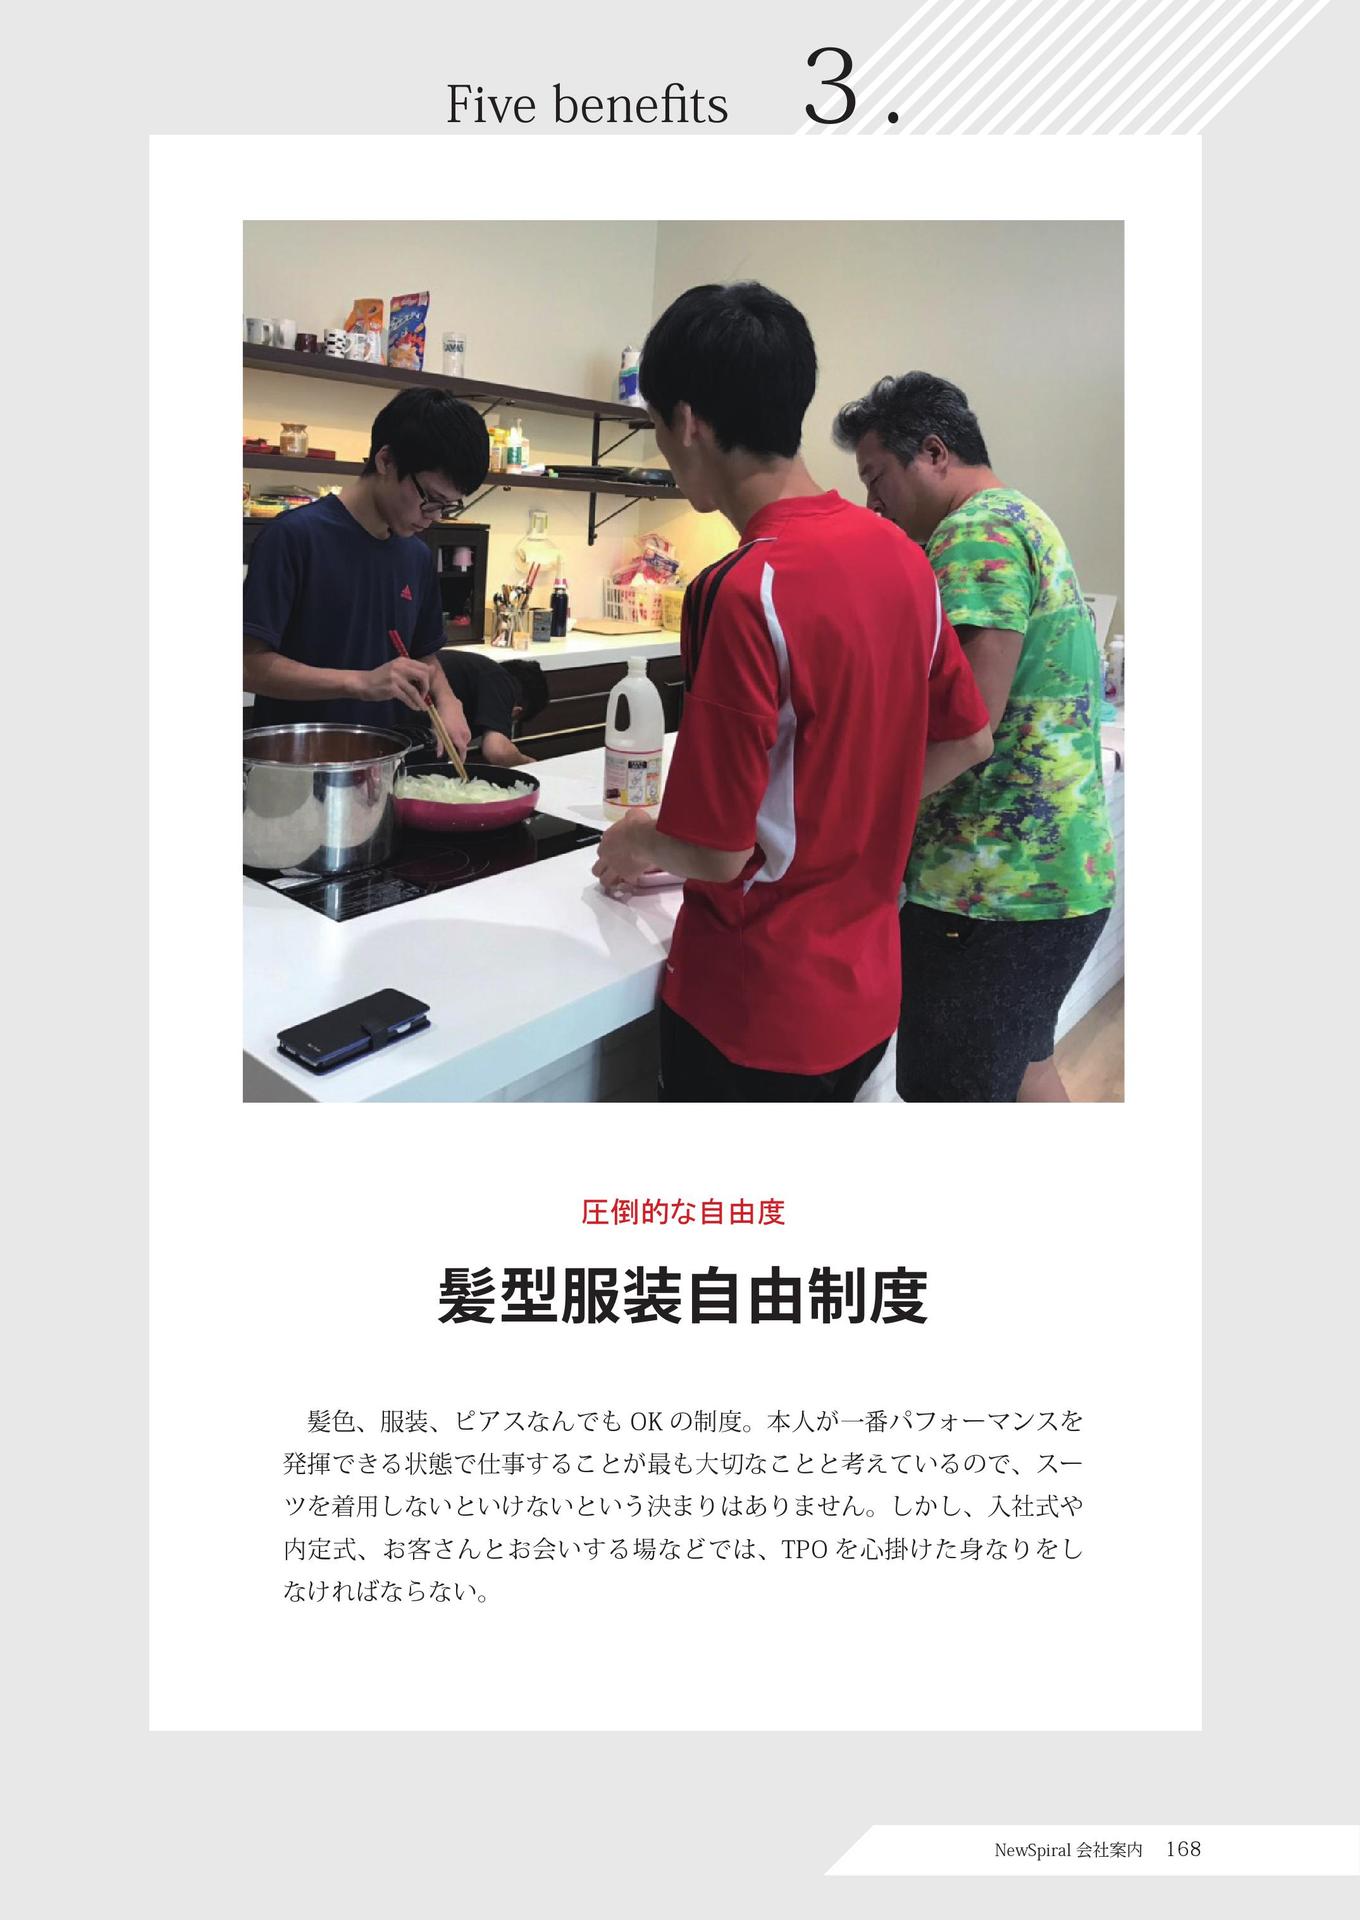 Five benefits 3.
圧倒的な自由度
髪型服装自由制度
髪色、服装、ピアスなんでも OK の制度。本人が一番パフォーマンスを
発揮できる状態で仕事することが最も大切なことと考えているので、スー
ツを着用しないといけないという決まりはありません。しかし、入社式や
内定式、お客さんとお会いする場などでは、TPO を心掛けた身なりをし
なければならない。
NewSpiral 会社案内 168